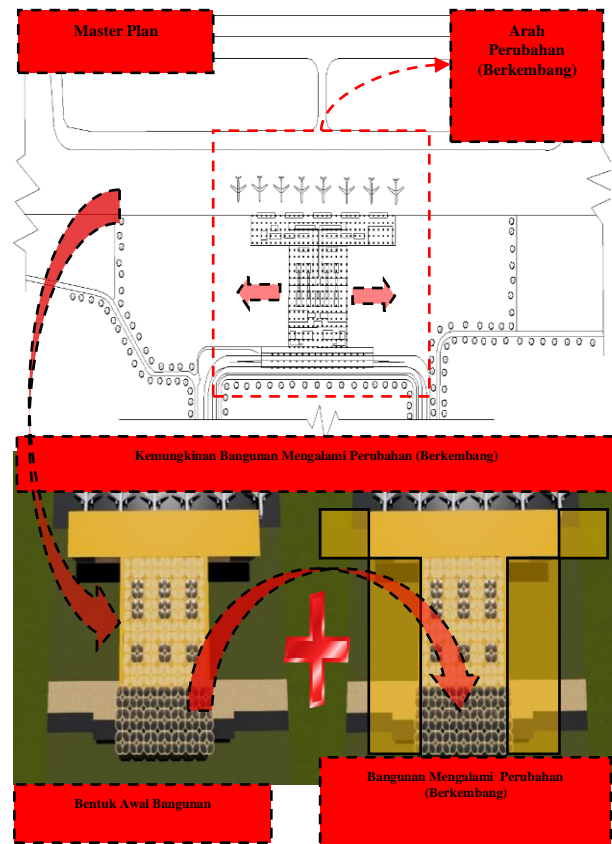 Master Plan
Arah
Perubahan
(Berkembang)
Kemungkinan Bangunan Mengalami Perubahan (Berkembang)
Bentuk Awal Bangunan
Bangunan Mengalami Perubahan
(Berkembang)